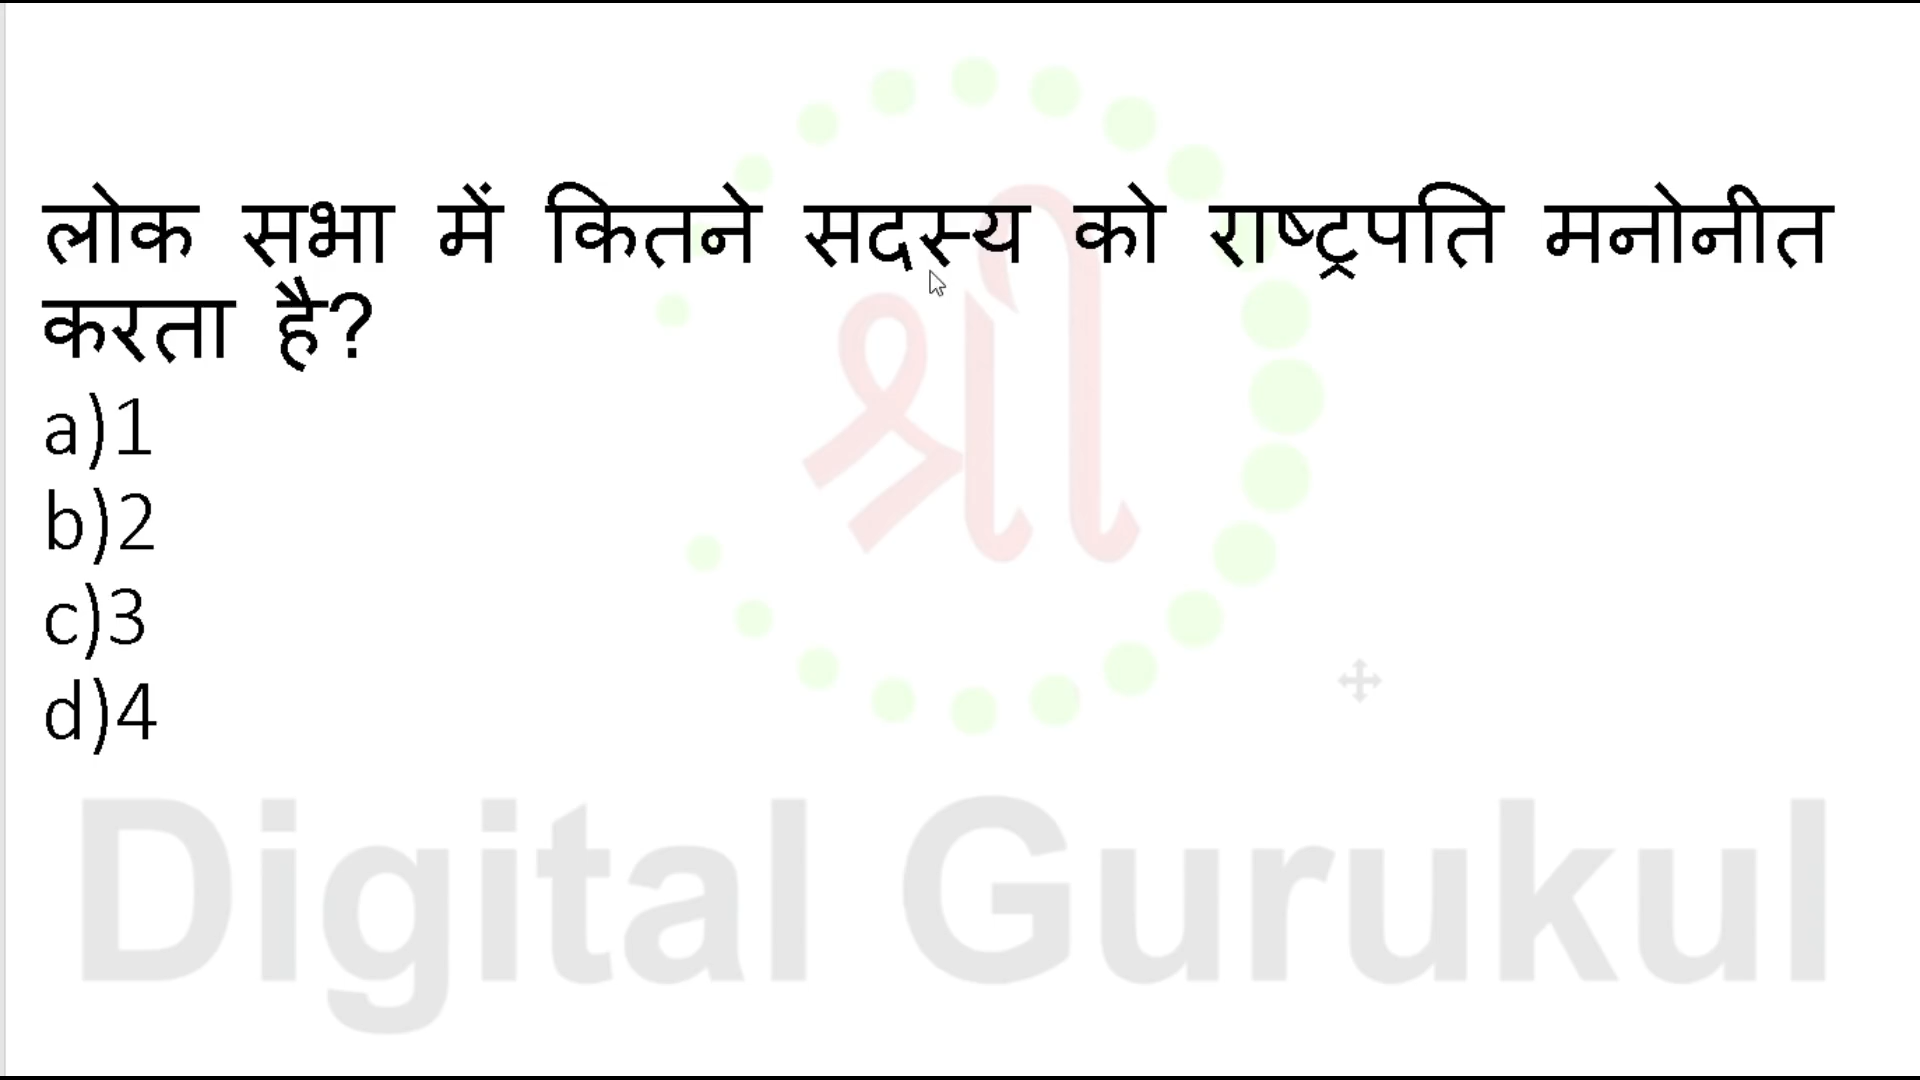 लोक सभा में कितने सदस्य को राष्ट्रपति मनोनीत
करता है?
a)1
b)2
c)3
d)4
श्री
Digital Gurukul